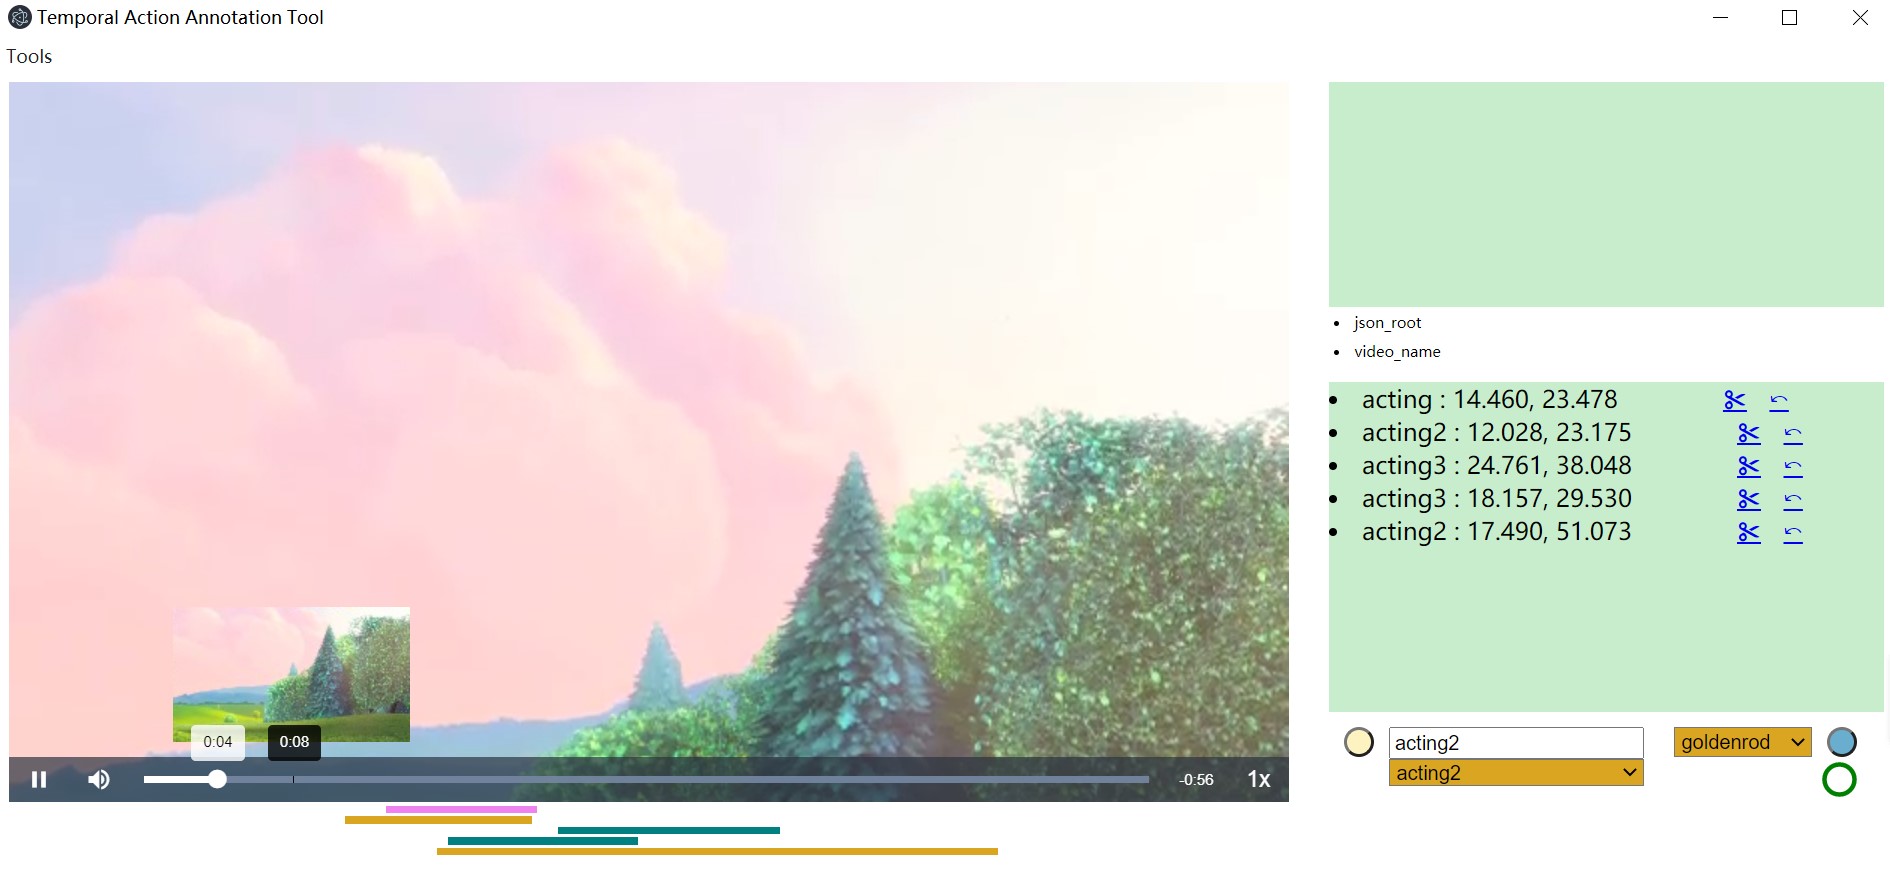 Temporal Action Annotation Tool
Tools
json_root
video_name
acting : 14.460, 23.478
acting2 : 12.028, 23.175
acting3 : 24.761, 38.048
acting3 : 18.157, 29.530
acting2 : 17.490, 51.073
0:04
0:08
-0:56
1x
acting2
goldenrod
acting2